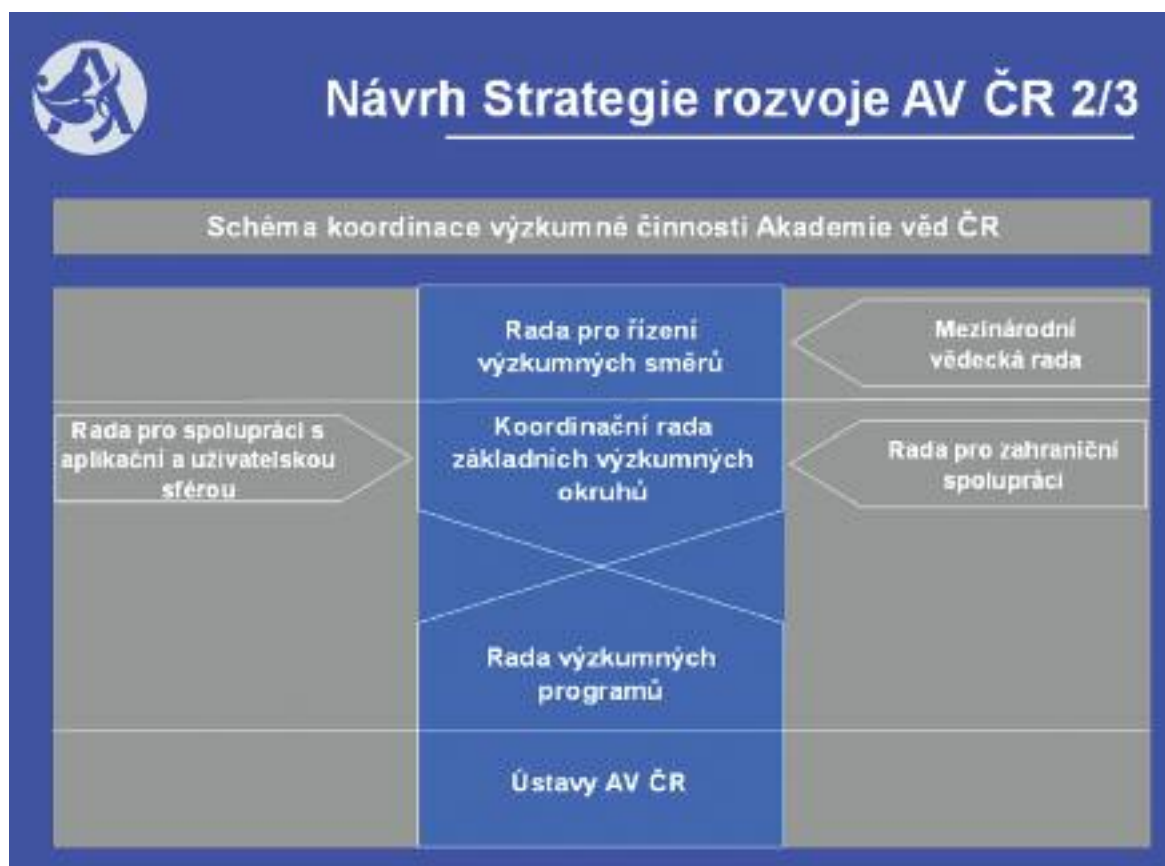 Návrh Strategie rozvoje AV ČR 2/3
Schéma koordinace výzkumné činnosti Akademie věd ČR
Rada pro řízení
výzkumných směrů
Mezinárodní
vědecká rada
Rada pro spolupráci s
aplikační a uživatelskou
sférou
Koordinační rada
základních výzkumných
okruhů
Rada pro zahraniční
spolupráci
Rada výzkumných
programů
Ústavy AV ČR